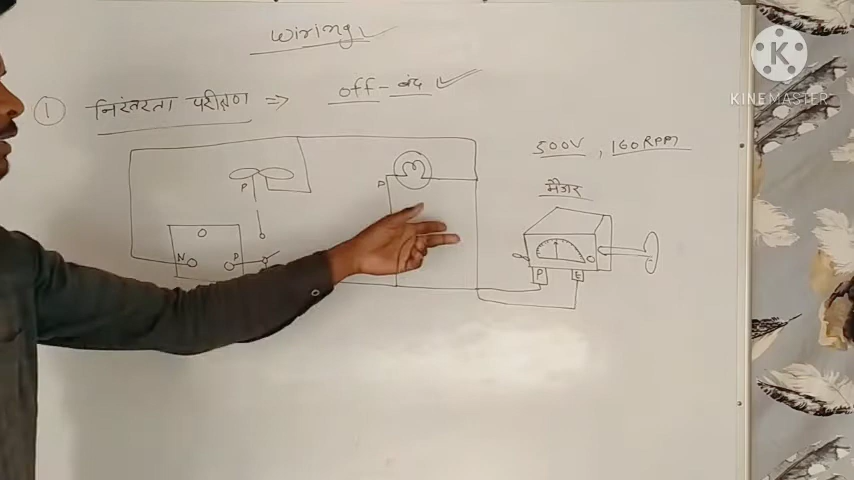 Wiring
① निरंतरता परीक्षण ⇒ off - बंद ✓
500V, 160RPM
मैगर
P
P
N P
P E
K
KINEMASTER